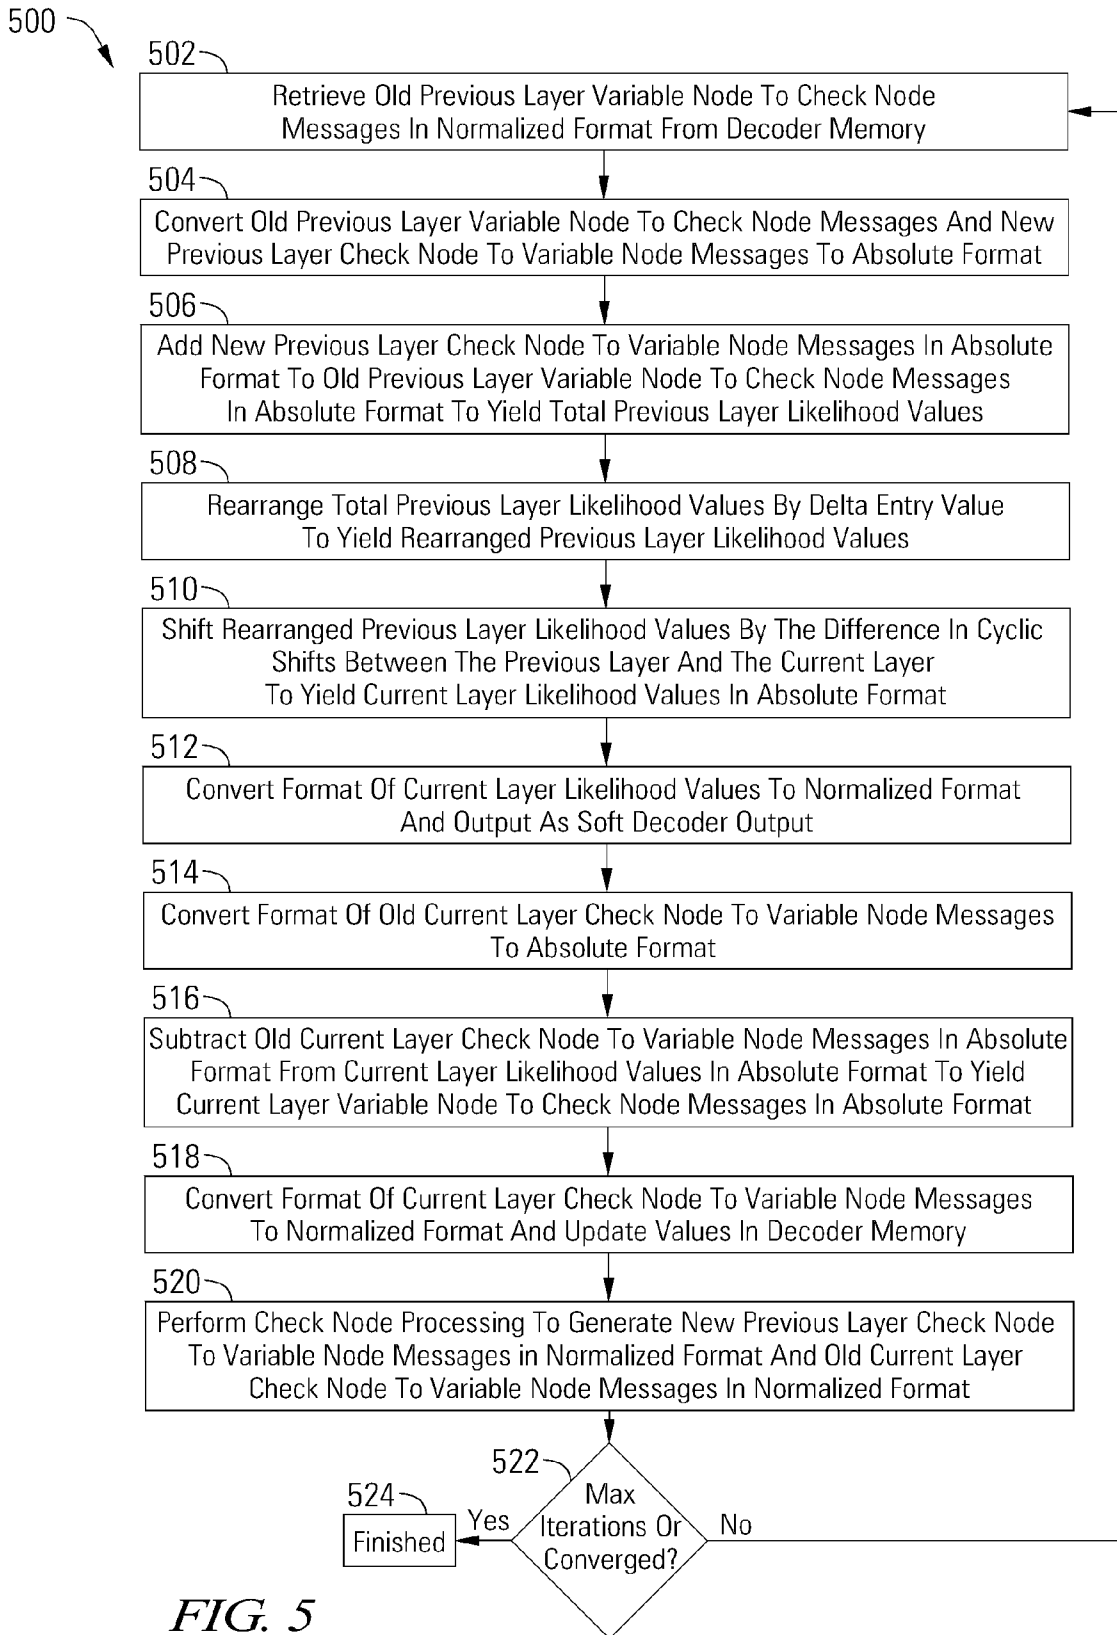 500
502
Retrieve Old Previous Layer Variable Node To Check Node
Messages In Normalized Format From Decoder Memory
504
Convert Old Previous Layer Variable Node To Check Node Messages And New
Previous Layer Check Node To Variable Node Messages To Absolute Format
506
Add New Previous Layer Check Node To Variable Node Messages In Absolute
Format To Old Previous Layer Variable Node To Check Node Messages
In Absolute Format To Yield Total Previous Layer Likelihood Values
508
Rearrange Total Previous Layer Likelihood Values By Delta Entry Value
To Yield Rearranged Previous Layer Likelihood Values
510
Shift Rearranged Previous Layer Likelihood Values By The Difference In Cyclic
Shifts Between The Previous Layer And The Current Layer
To Yield Current Layer Likelihood Values In Absolute Format
512
Convert Format Of Current Layer Likelihood Values To Normalized Format
And Output As Soft Decoder Output
514
Convert Format Of Old Current Layer Check Node To Variable Node Messages
To Absolute Format
516
Subtract Old Current Layer Check Node To Variable Node Messages In Absolute
Format From Current Layer Likelihood Values In Absolute Format To Yield
Current Layer Variable Node To Check Node Messages In Absolute Format
518
Convert Format Of Current Layer Check Node To Variable Node Messages
To Normalized Format And Update Values In Decoder Memory
520
Perform Check Node Processing To Generate New Previous Layer Check Node
To Variable Node Messages in Normalized Format And Old Current Layer
Check Node To Variable Node Messages In Normalized Format
522
Max
Iterations Or
Converged?
Yes
No
524
Finished
FIG. 5